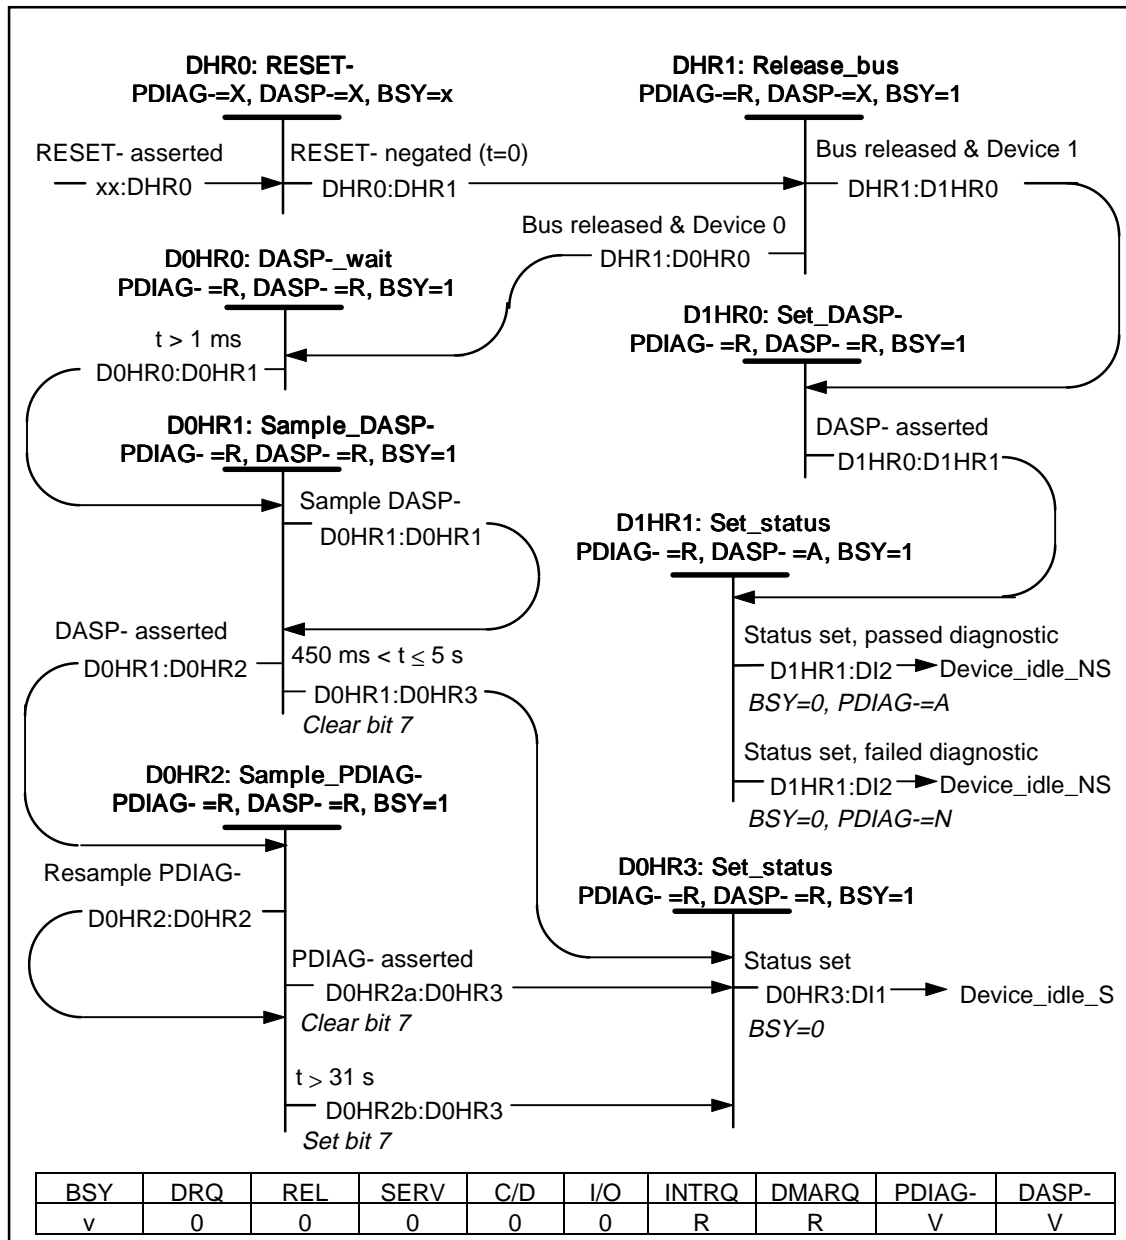 DHR0: RESET-
PDIAG-=X, DASP-=X, BSY=x
RESET- asserted
xx:DHR0
RESET- negated (t=0)
DHR0:DHR1
DHR1: Release_bus
PDIAG-=R, DASP-=X, BSY=1
Bus released & Device 1
DHR1:D1HR0
Bus released & Device 0
DHR1:D0HR0
D0HR0: DASP-_wait
PDIAG- =R, DASP- =R, BSY=1
t > 1 ms
D0HR0:D0HR1
D1HR0: Set_DASP-
PDIAG- =R, DASP- =R, BSY=1
DASP- asserted
D1HR0:D1HR1
D0HR1: Sample_DASP-
PDIAG- =R, DASP- =R, BSY=1
Sample DASP-
D0HR1:D0HR1
DASP- asserted
D0HR1:D0HR2
450 ms < t ≤ 5 s
D0HR1:D0HR3
Clear bit 7
D1HR1: Set_status
PDIAG- =R, DASP- =A, BSY=1
Status set, passed diagnostic
D1HR1:DI2
Device_idle_NS
BSY=0, PDIAG-=A
Status set, failed diagnostic
D1HR1:DI2
Device_idle_NS
BSY=0, PDIAG-=N
D0HR2: Sample_PDIAG-
PDIAG- =R, DASP- =R, BSY=1
Resample PDIAG-
D0HR2:D0HR2
PDIAG- asserted
D0HR2a:D0HR3
Clear bit 7
t > 31 s
D0HR2b:D0HR3
Set bit 7
D0HR3: Set_status
PDIAG- =R, DASP- =R, BSY=1
Status set
D0HR3:DI1
Device_idle_S
BSY=0
BSY DRQ REL SERV C/D I/O INTRQ DMARQ PDIAG- DASP-
v 0 0 0 0 0 R R V V